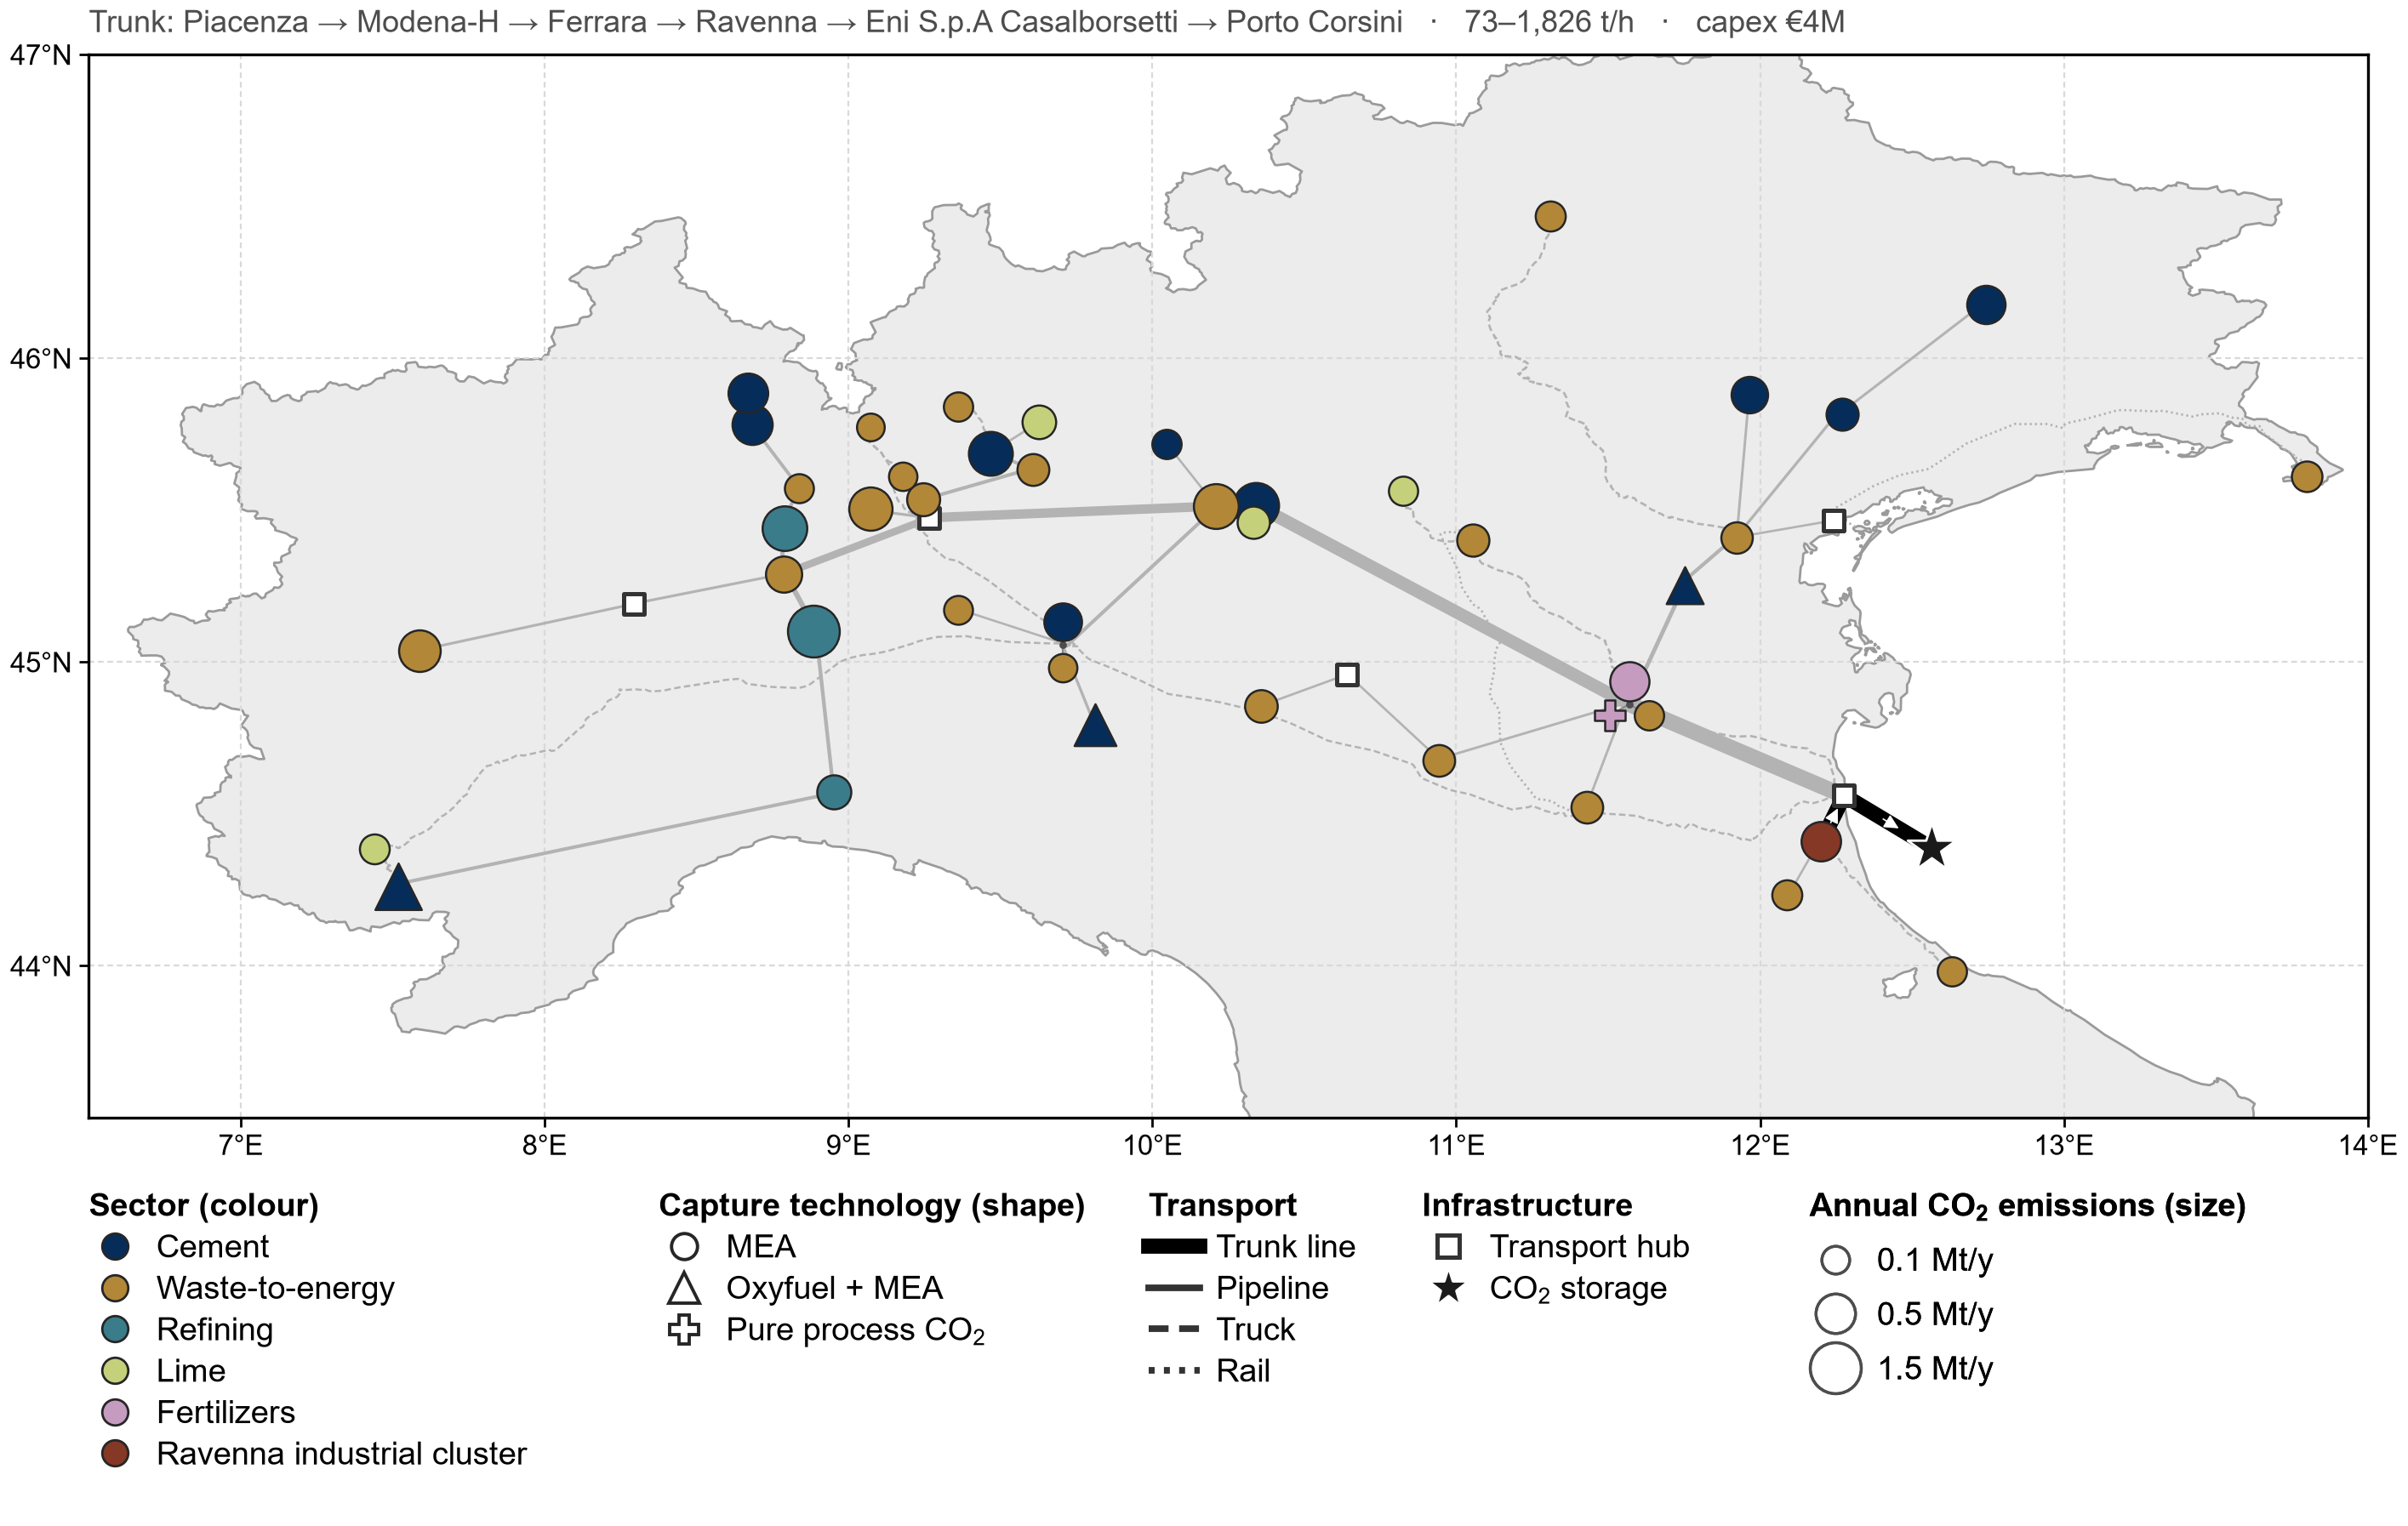 Trunk: Piacenza → Modena-H → Ferrara → Ravenna → Eni S.p.A Casalborsetti → Porto Corsini · 73–1,826 t/h · capex €4M
47°N
46°N
45°N
44°N
7°E 8°E 9°E 10°E 11°E 12°E 13°E 14°E
Sector (colour)
Cement
Waste-to-energy
Refining
Lime
Fertilizers
Ravenna industrial cluster
Capture technology (shape)
MEA
Oxyfuel + MEA
Pure process CO₂
Transport
Trunk line
Pipeline
Truck
Rail
Infrastructure
Transport hub
CO₂ storage
Annual CO₂ emissions (size)
0.1 Mt/y
0.5 Mt/y
1.5 Mt/y